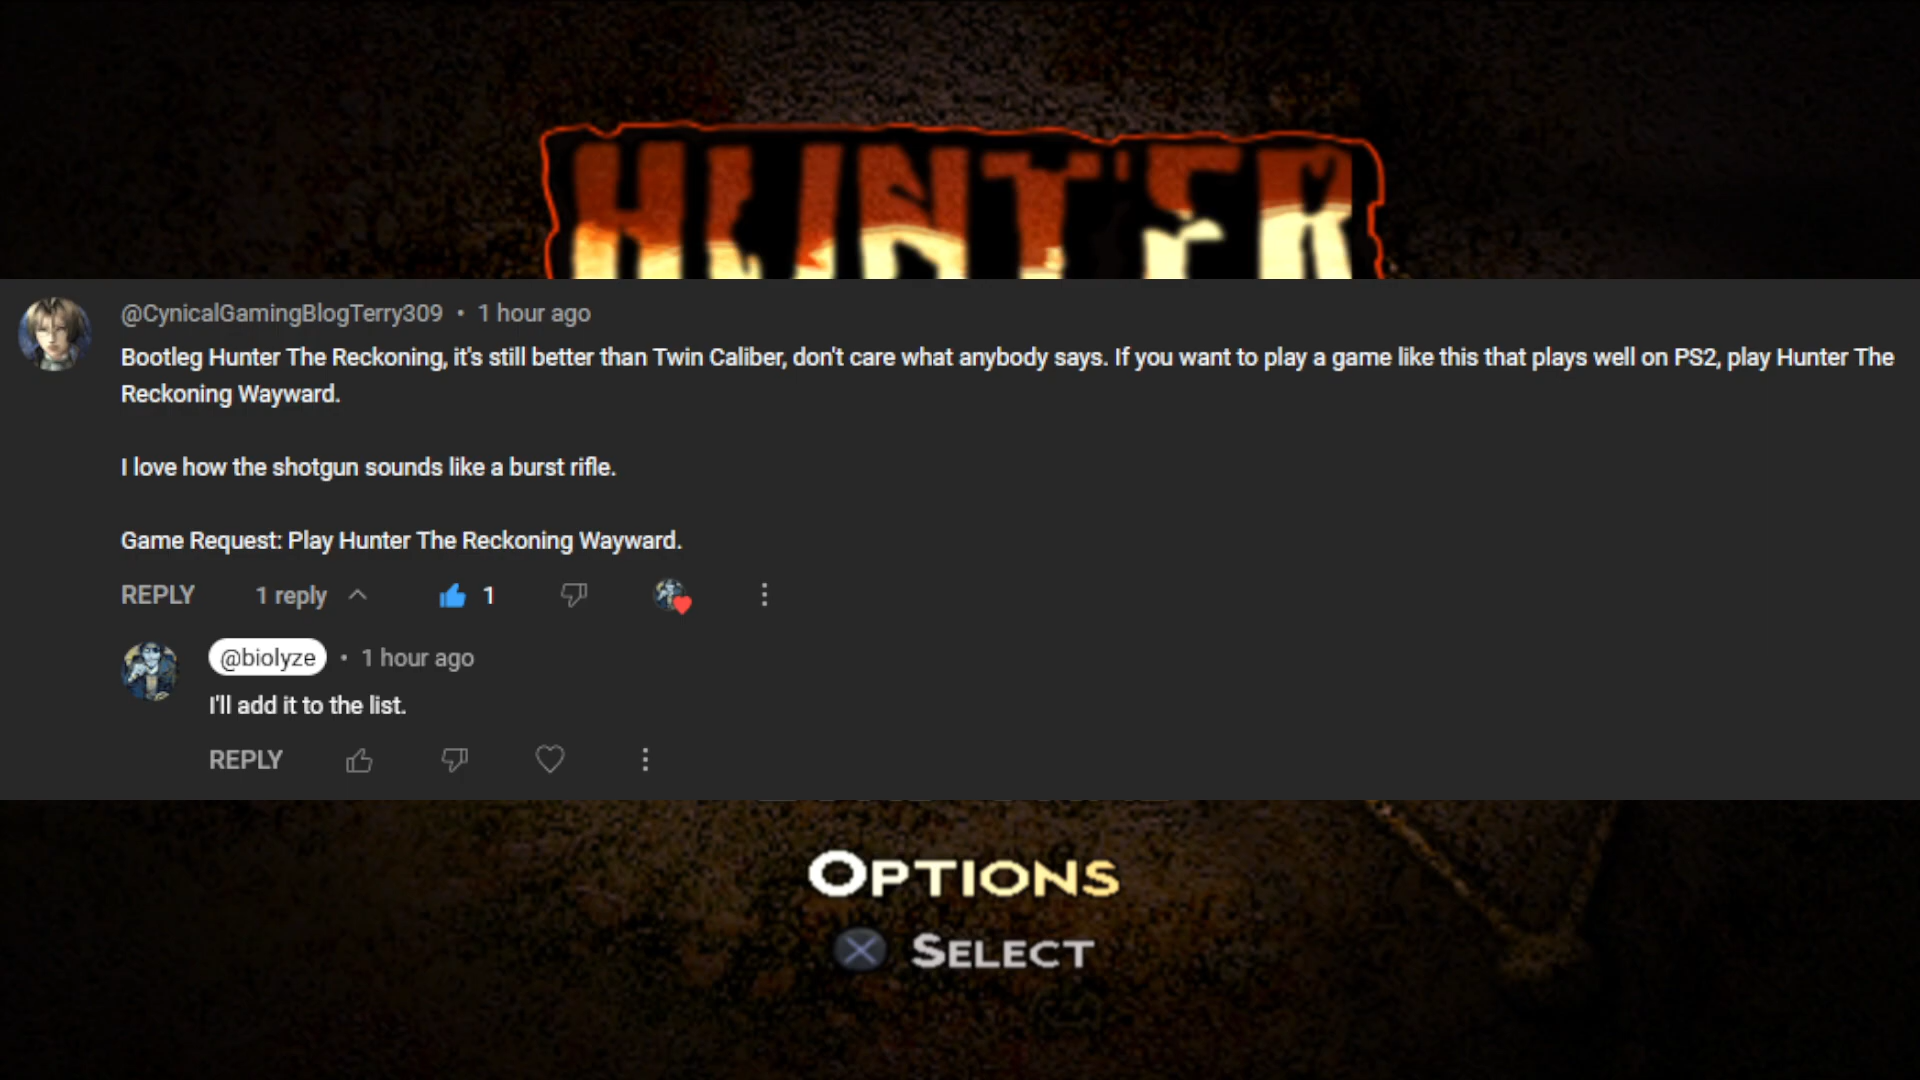 HUNTER
@CynicalGamingBlogTerry309 • 1 hour ago
Bootleg Hunter The Reckoning, it's still better than Twin Caliber, don't care what anybody says. If you want to play a game like this that plays well on PS2, play Hunter The
Reckoning Wayward.
I love how the shotgun sounds like a burst rifle.
Game Request: Play Hunter The Reckoning Wayward.
REPLY 1 reply 1
@biolyze • 1 hour ago
I'll add it to the list.
REPLY
OPTIONS
SELECT